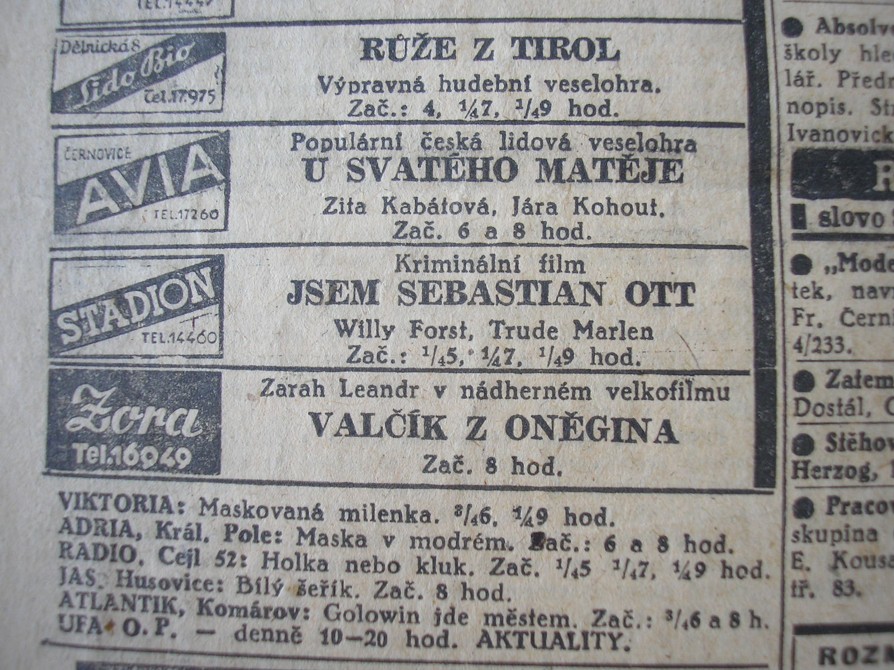 TEL.14449
Dělnická 8
Lido Bio
Tel.17.975
RŮŽE Z TIROL
Výpravná hudební veselohra.
Zač.: 4, ¼7, ¼9 hod.
ČERNOVICE
AVIA
TEL.17260
Populární česká lidová veselohra
U SVATÉHO MATĚJE
Zita Kabátová, Jára Kohout.
Zač. 6 a 8 hod.
STADION
TEL.14460
Kriminální film
JSEM SEBASTIAN OTT
Willy Forst, Trude Marlen
Zač.: ¼5, ¼7, ¼9 hod.
Zora
Tel.16949
Zarah Leandr v nádherném velkofilmu
VALČÍK Z ONĚGINA
Zač. 8 hod.
VIKTORIA: Maskovaná milenka. ¾6, ¼9 hod.
ADRIA, Král. Pole: Maska v modrém. Zač.: 6 a 8 hod.
RADIO, Cejl 52: Holka nebo kluk. Zač. ¼5 ¼7, ¼9 hod.
JAS, Husovice: Bílý šeřík. Zač. 8 hod.
ATLANTIK, Komárov: Golowin jde městem. Zač.: ¾6 a 8 h.
UFA O. P. — denně 10—20 hod. AKTUALITY.
● Absolve
školy hle
lář. Před
nopis.
Ivanovick
slovo
● „Mode
tek, nav
Fr. Čern
4/233.
● Zatem
Dostál,
● Stěhov
Herzog,
● Praco
skupina
E. Kous
tř. 83.
ROZ